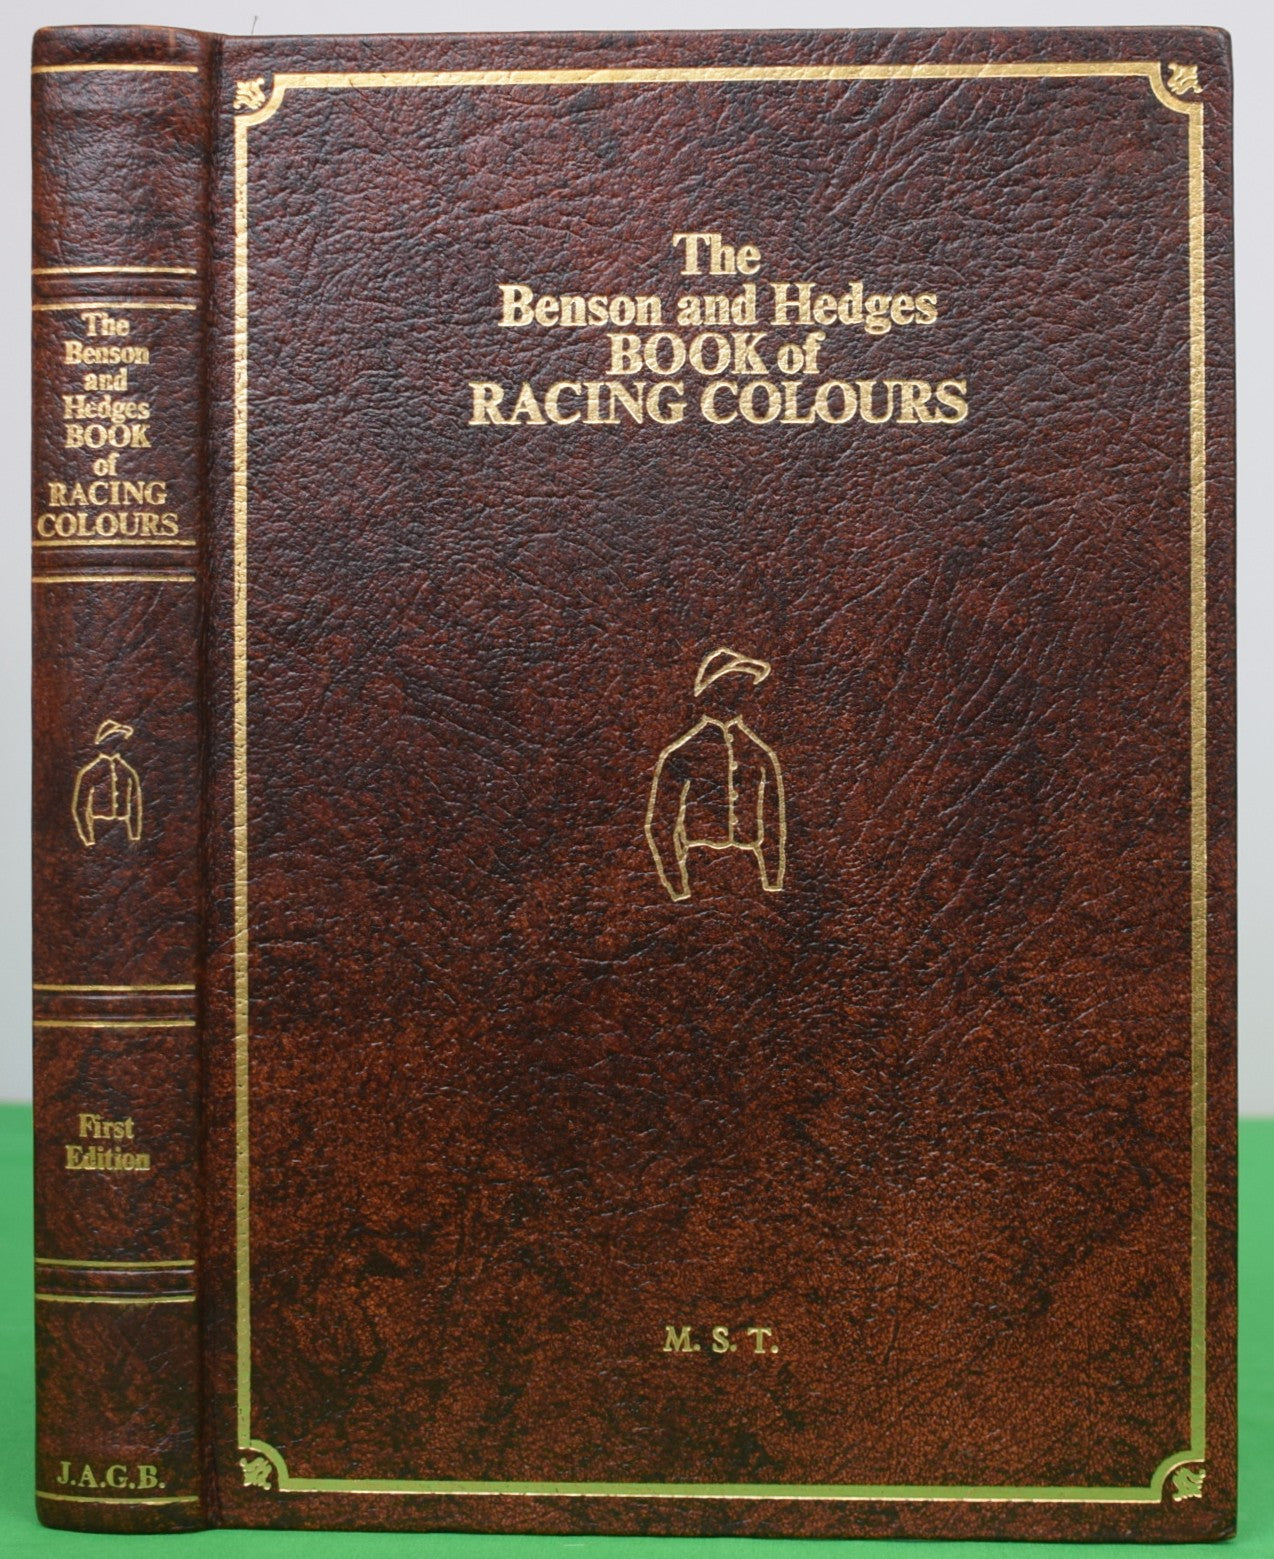 The
Benson
and
Hedges
BOOK
of
RACING
COLOURS
First
Edition
J.A.G.B.
The
Benson and Hedges
BOOK of
RACING COLOURS
M. S. T.